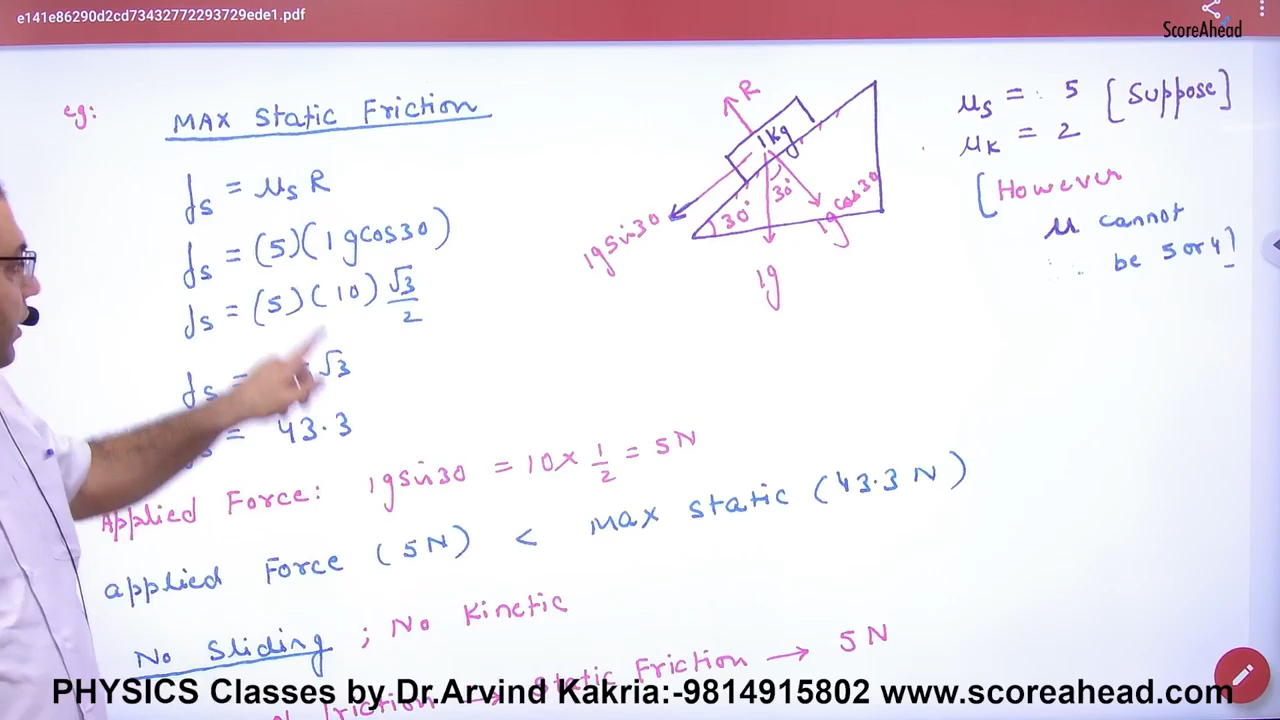 e141e86290d2cd73432772293729ede1.pdf
ScoreAhead
eg:
MAX Static Friction
fs = μs R
fs = (5)(1gcos30)
fs = (5)(10) √3/2
fs = √3
= 43.3
Applied Force: 1gsin30 = 10 × 1/2 = 5N
applied Force (5N) < Max static (43.3 N)
No Sliding ; No Kinetic
Friction → Static Friction → 5N
R
1kg
30°
30°
1gsin30
1gcos30
1g
μs = 5 [Suppose]
μk = 2
[However
μ cannot
be 5 or 4]
PHYSICS Classes by Dr.Arvind Kakria:-9814915802 www.scoreahead.com